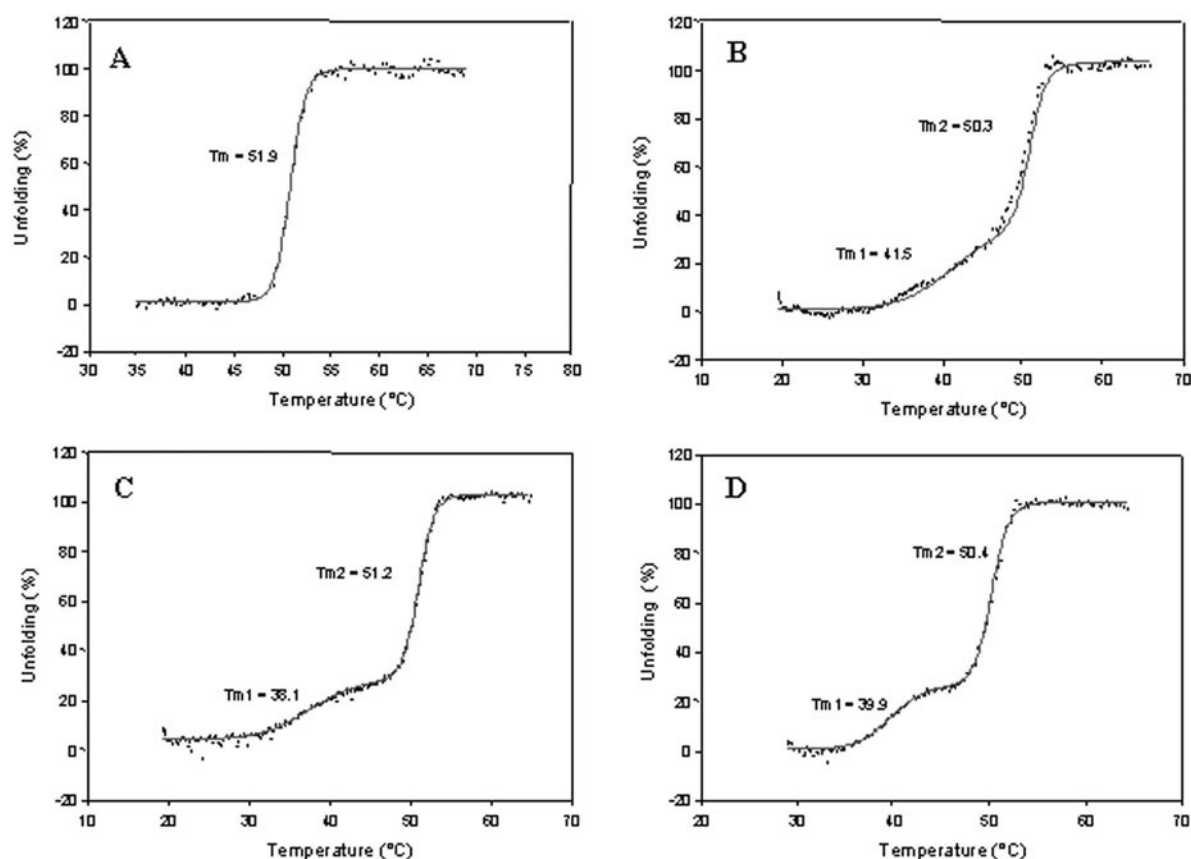 A
Unfolding (%)
120
100
80
60
40
20
0
-20
Tm = 51.9
30 35 40 45 50 55 60 65 70 75 80
Temperature (°C)
B
Unfolding (%)
120
100
80
60
40
20
0
-20
Tm2 = 50.3
Tm1 = 41.5
10 20 30 40 50 60 70
Temperature (°C)
C
Unfolding (%)
120
100
80
60
40
20
0
-20
Tm2 = 51.2
Tm1 = 38.1
10 20 30 40 50 60 70
Temperature (°C)
D
Unfolding (%)
120
100
80
60
40
20
0
-20
Tm2 = 50.4
Tm1 = 39.9
20 30 40 50 60 70
Temperature (°C)